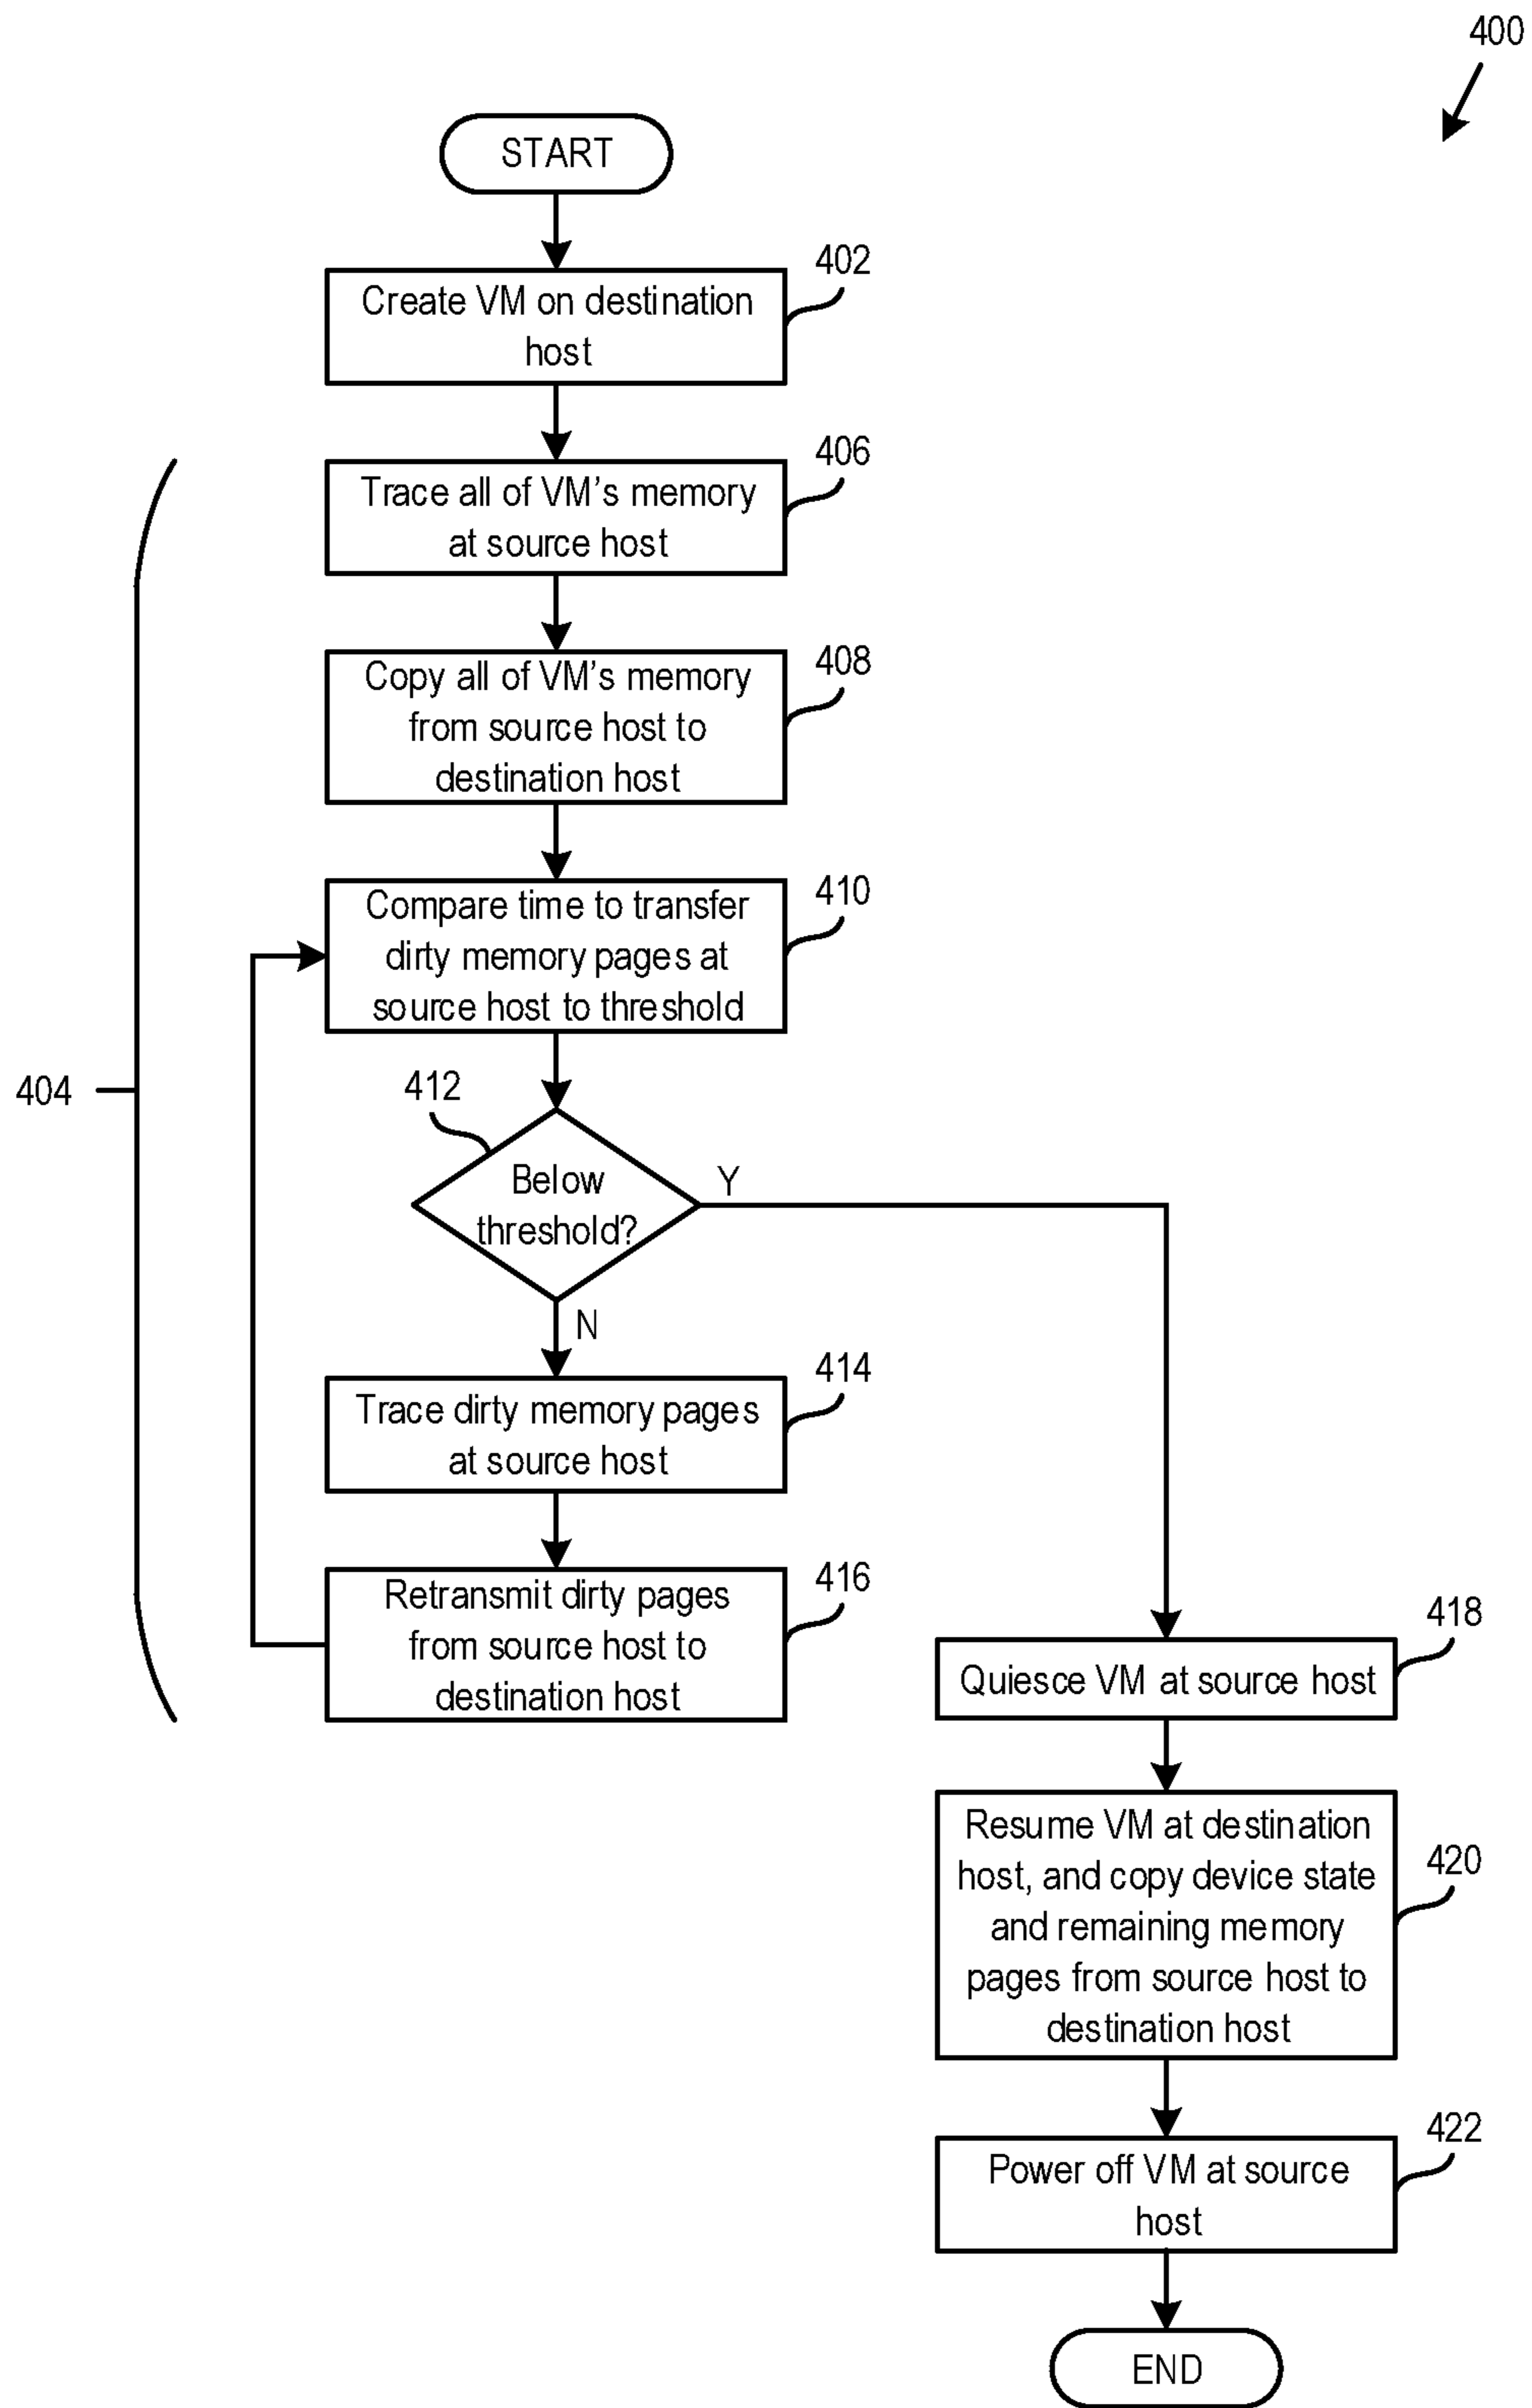 400
START
402
Create VM on destination
host
406
Trace all of VM's memory
at source host
408
Copy all of VM's memory
from source host to
destination host
410
Compare time to transfer
dirty memory pages at
source host to threshold
404
412
Below
threshold?
Y
N
414
Trace dirty memory pages
at source host
416
Retransmit dirty pages
from source host to
destination host
418
Quiesce VM at source host
420
Resume VM at destination
host, and copy device state
and remaining memory
pages from source host to
destination host
422
Power off VM at source
host
END